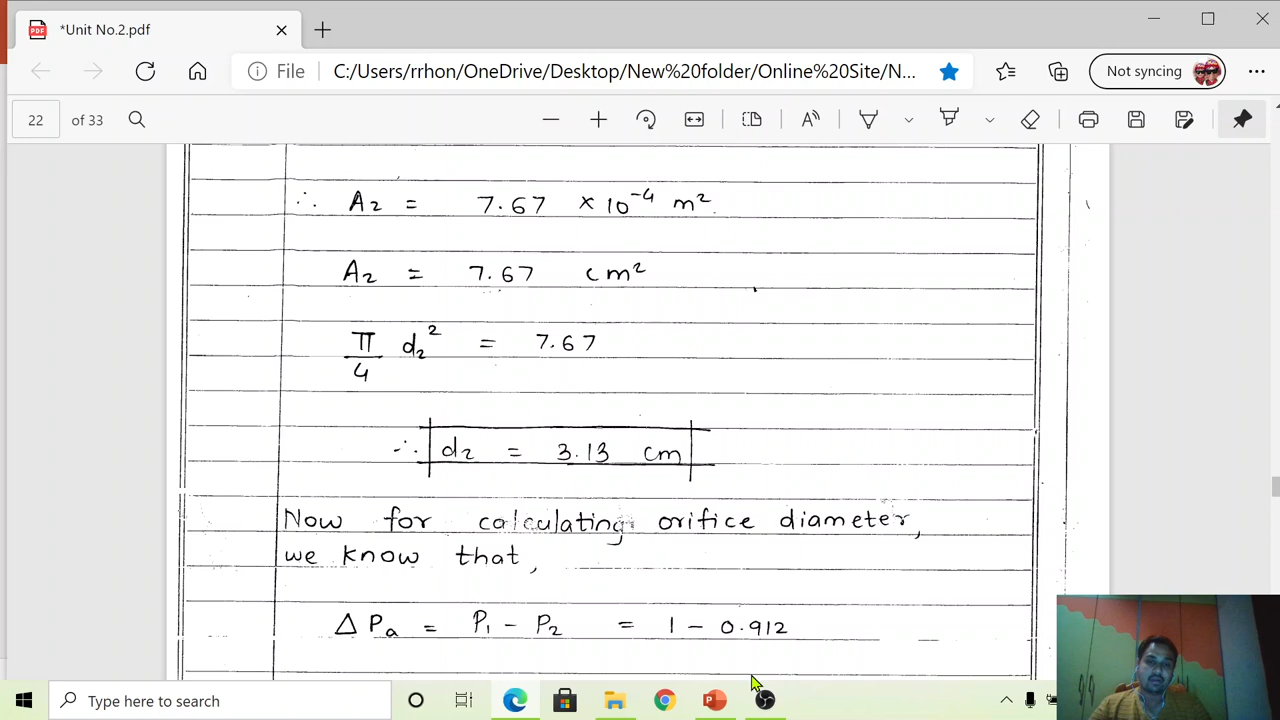 *Unit No.2.pdf
File C:/Users/rrhon/OneDrive/Desktop/New%20folder/Online%20Site/N... Not syncing
22 of 33
∴ A₂ = 7.67 × 10⁻⁴ m².
A₂ = 7.67 cm²
π/4 d₂² = 7.67
∴ d₂ = 3.13 cm
Now for calculating orifice diameter,
we know that,
Δ Pₐ = P₁ - P₂ = 1 - 0.912
Type here to search